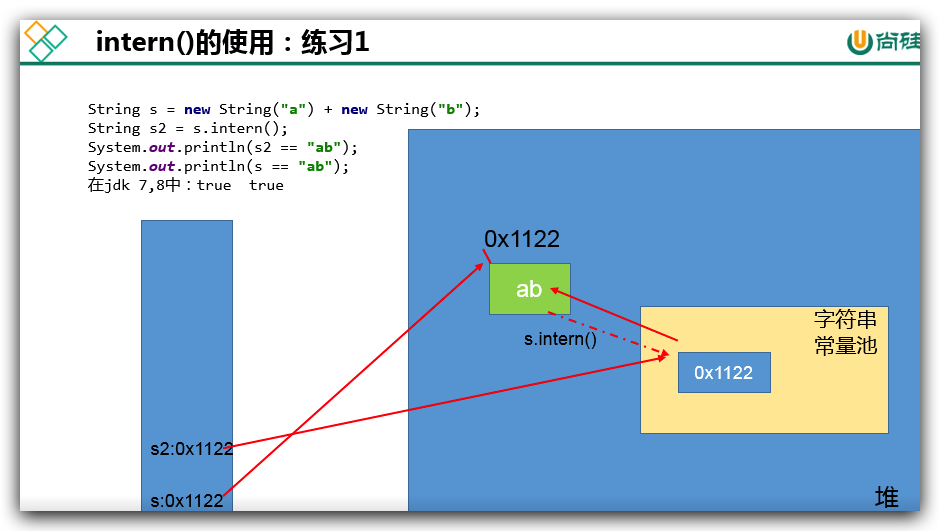 intern()的使用：练习1
尚硅
String s = new String("a") + new String("b");
String s2 = s.intern();
System.out.println(s2 == "ab");
System.out.println(s == "ab");
在jdk 7,8中：true  true
0x1122
ab
s.intern()
字符串
常量池
0x1122
s2:0x1122
s:0x1122
堆